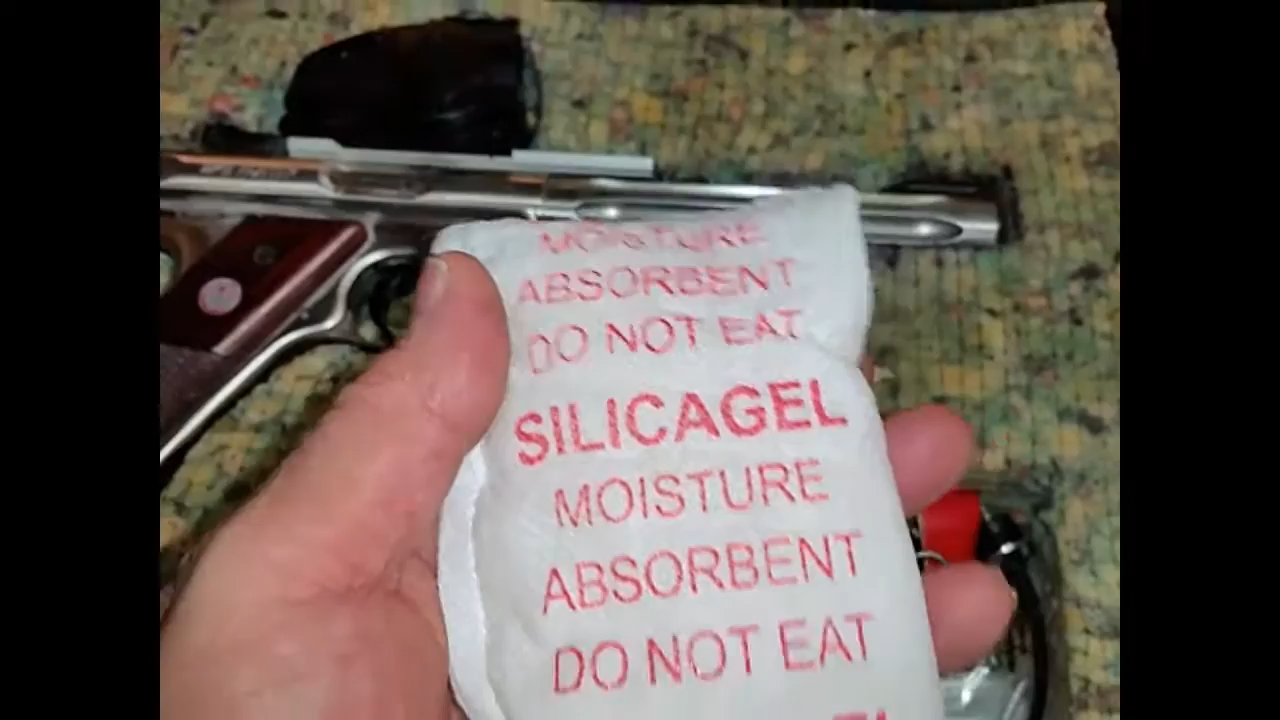 MOISTURE
ABSORBENT
DO NOT EAT
SILICAGEL
MOISTURE
ABSORBENT
DO NOT EAT